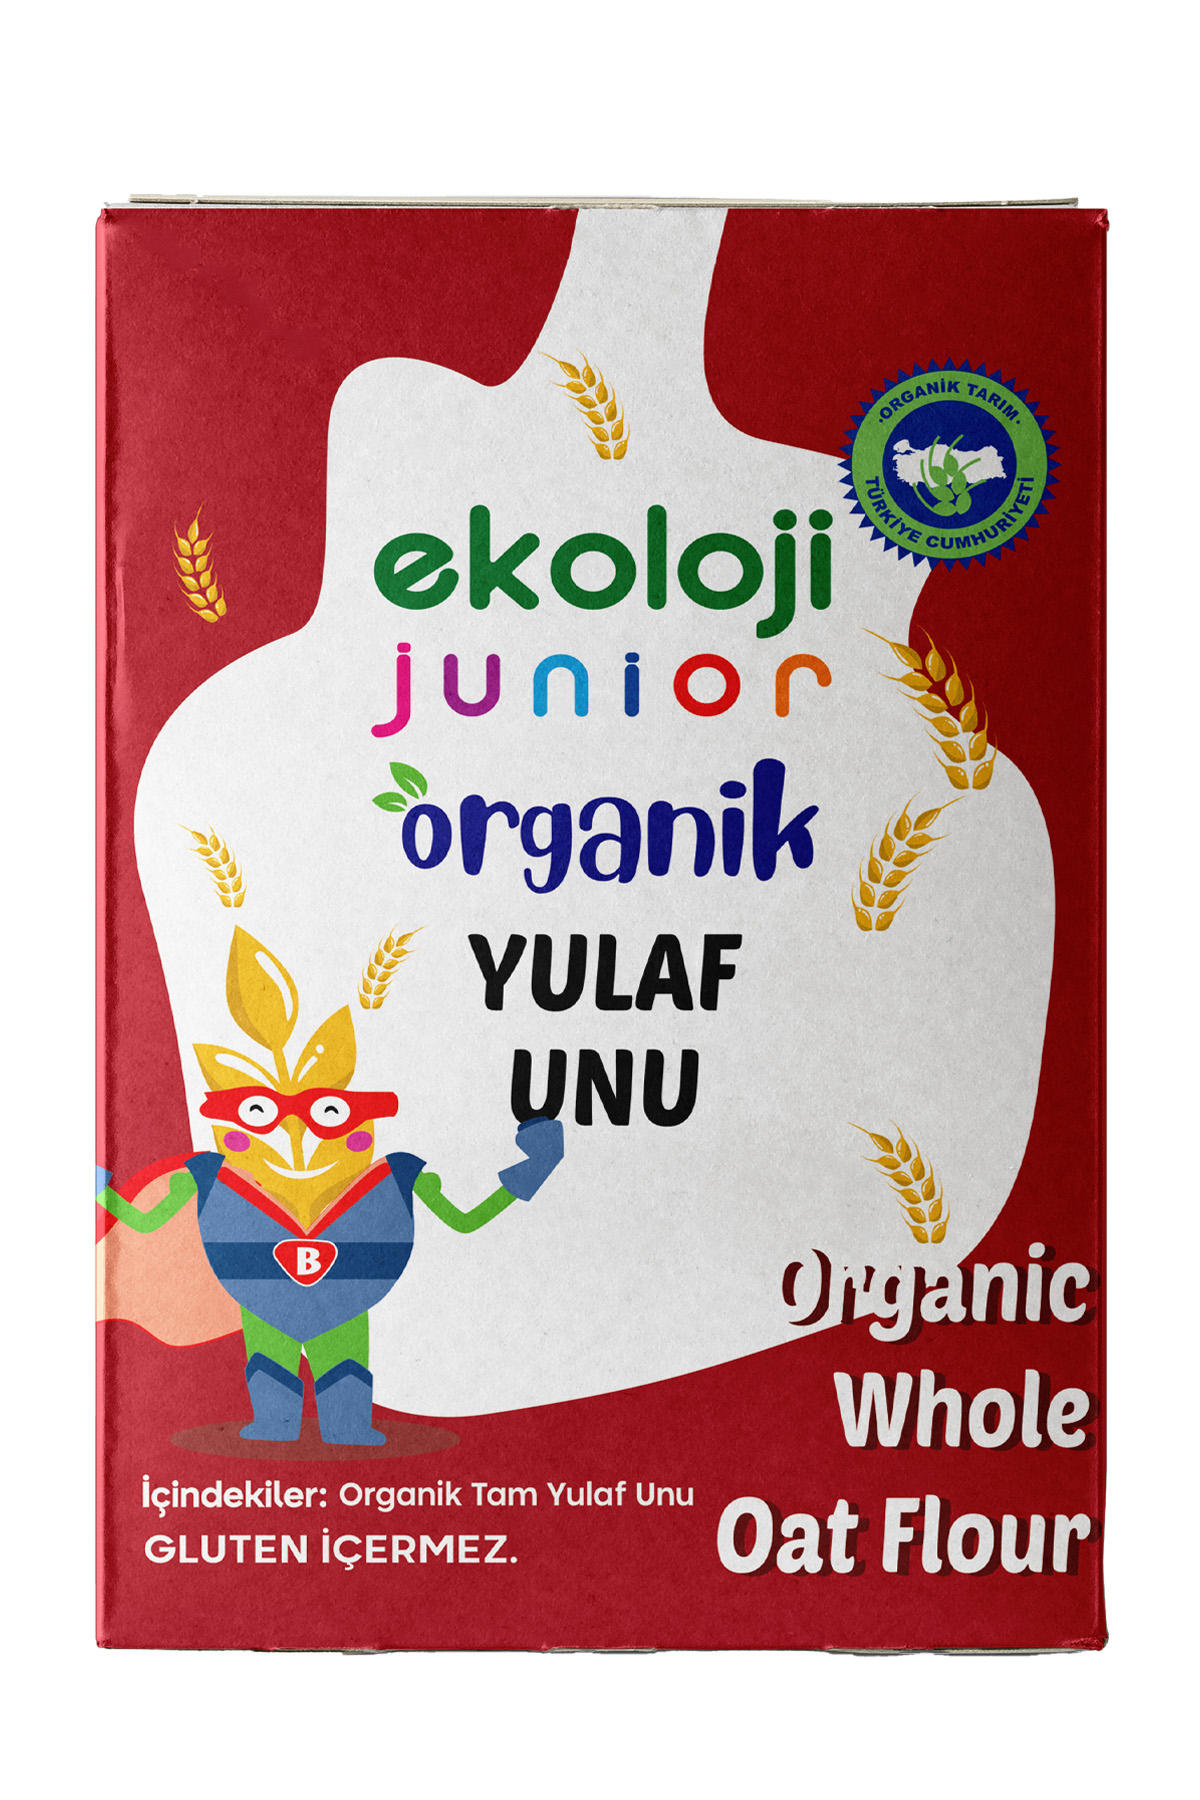 ·ORGANİK TARIM·
TÜRKİYE CUMHURİYETİ
ekoloji
junior
organik
YULAF
UNU
B
Organic
Whole
Oat Flour
İçindekiler: Organik Tam Yulaf Unu
GLUTEN İÇERMEZ.